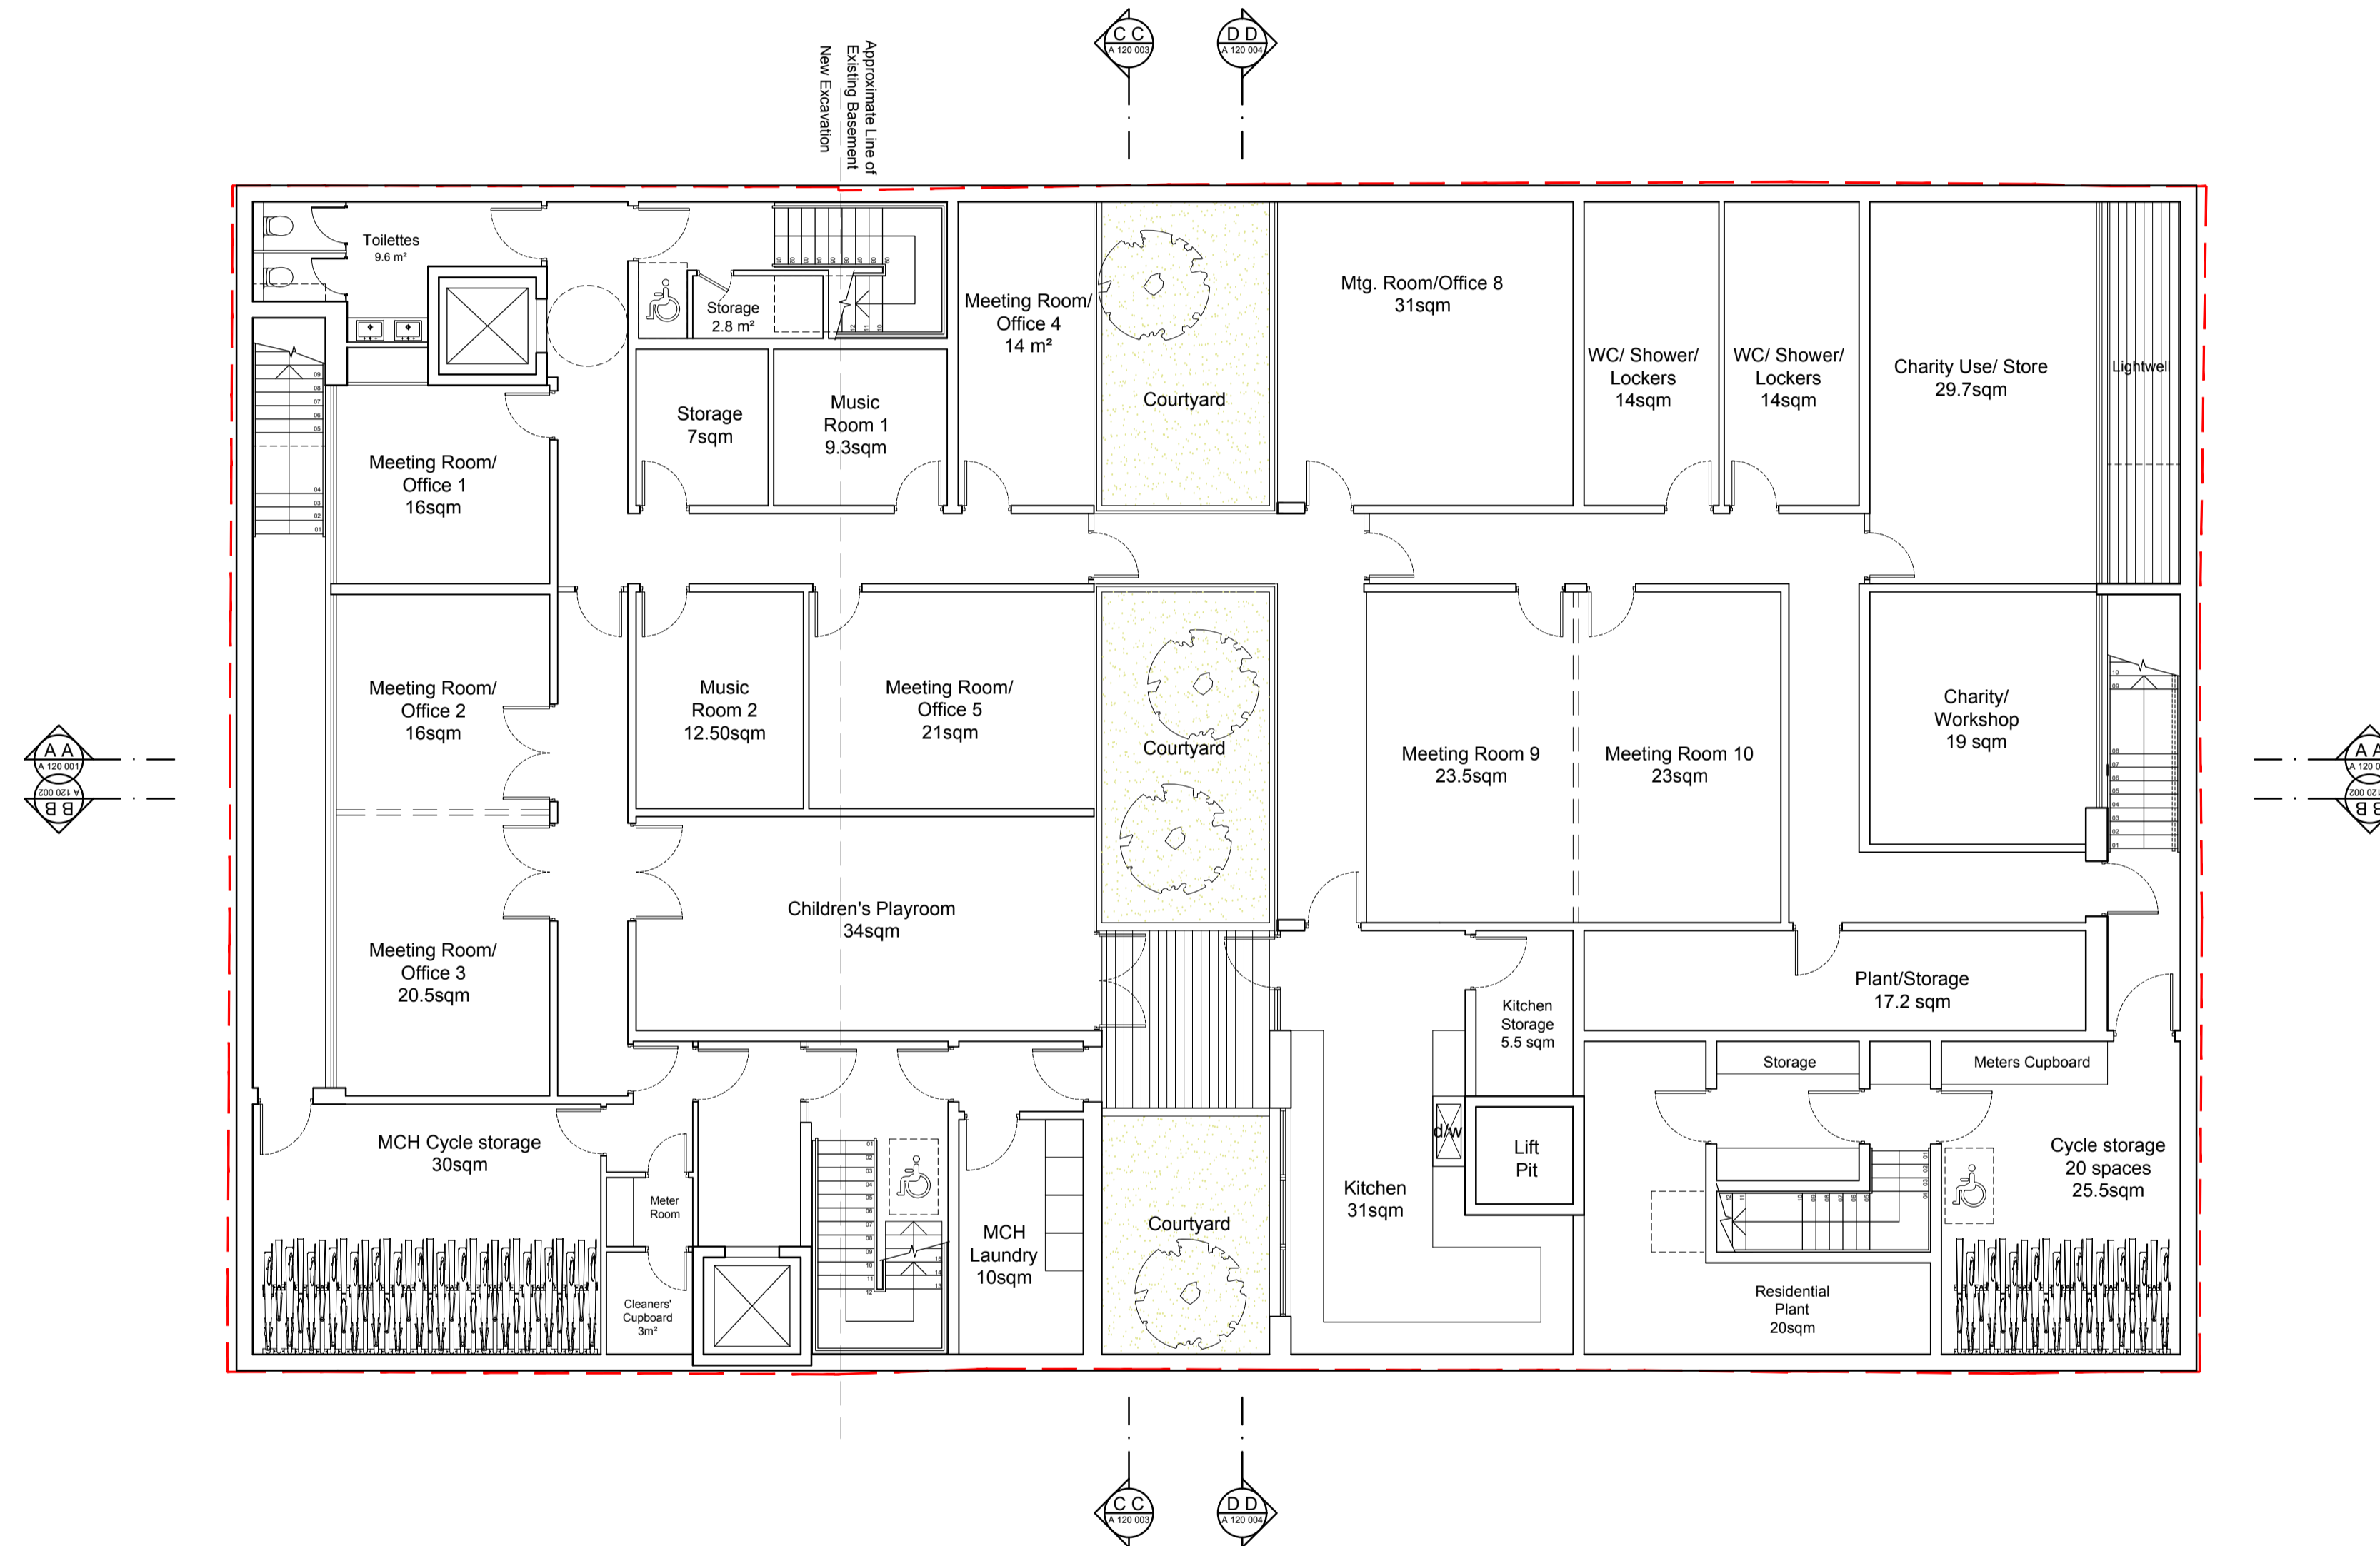 C C
A 120 003
D D
A 120 004
Approximate Line of
Existing Basement
New Excavation
Toilettes
9.6 m²
Storage
2.8 m²
Meeting Room/
Office 4
14 m²
Courtyard
Mtg. Room/Office 8
31sqm
WC/ Shower/
Lockers
14sqm
WC/ Shower/
Lockers
14sqm
Charity Use/ Store
29.7sqm
Lightwell
Meeting Room/
Office 1
16sqm
Storage
7sqm
Music
Room 1
9.3sqm
Meeting Room/
Office 2
16sqm
Music
Room 2
12.50sqm
Meeting Room/
Office 5
21sqm
Courtyard
Meeting Room 9
23.5sqm
Meeting Room 10
23sqm
Charity/
Workshop
19 sqm
A A
A 120 001
A 120 002
B B
A A
A 120 0
B B
Meeting Room/
Office 3
20.5sqm
Children's Playroom
34sqm
Kitchen
Storage
5.5 sqm
Plant/Storage
17.2 sqm
Storage
Meters Cupboard
MCH Cycle storage
30sqm
Meter
Room
Cleaners'
Cupboard
3m²
MCH
Laundry
10sqm
Courtyard
Kitchen
31sqm
d/w
Lift
Pit
Cycle storage
20 spaces
25.5sqm
Residential
Plant
20sqm
C C
A 120 003
D D
A 120 004